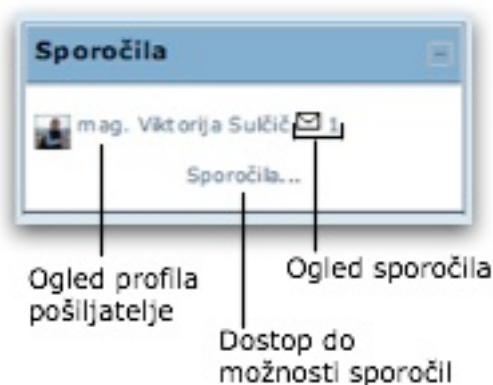 Sporočila
mag. Viktorija Sulčič 1
Sporočila...
Ogled profila
pošiljatelje
Ogled sporočila
Dostop do
možnosti sporočil